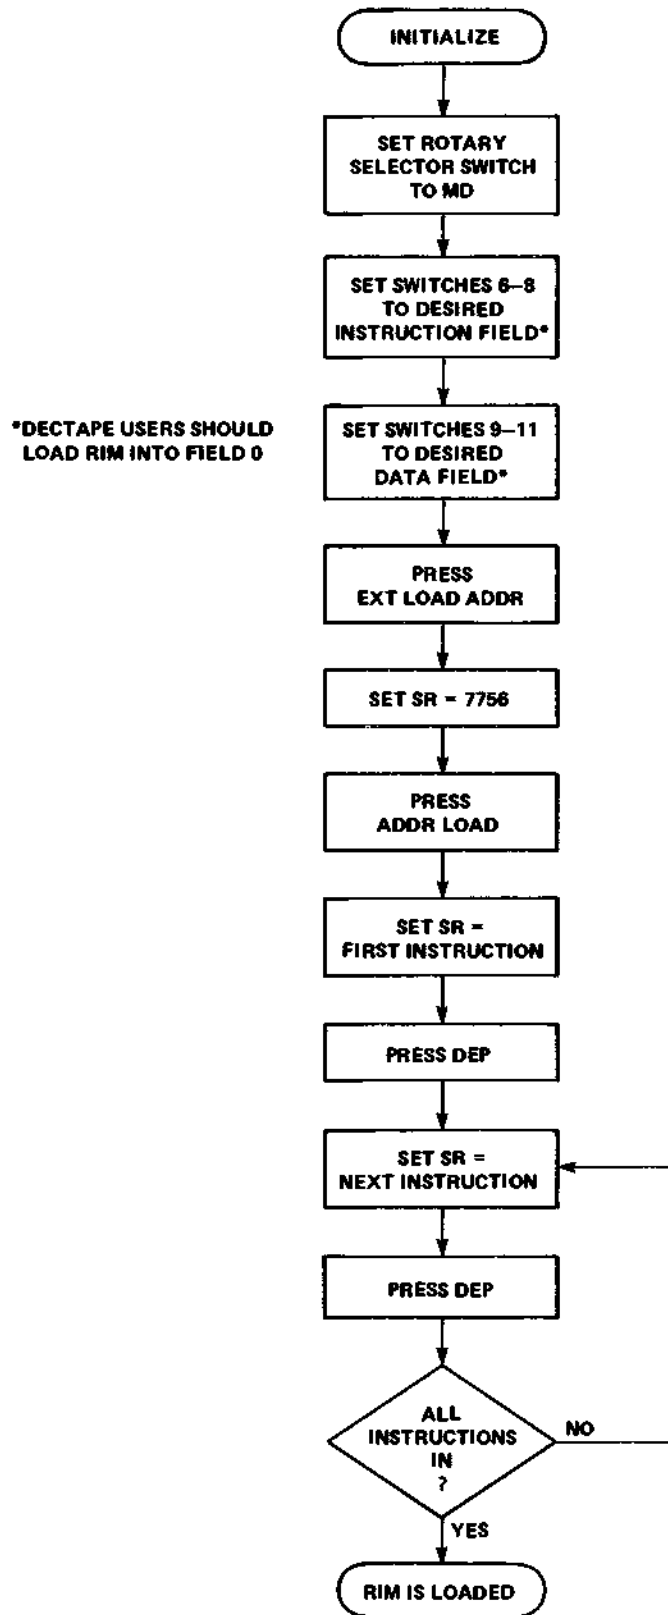 INITIALIZE
SET ROTARY
SELECTOR SWITCH
TO MD
SET SWITCHES 6–8
TO DESIRED
INSTRUCTION FIELD*
*DECTAPE USERS SHOULD
LOAD RIM INTO FIELD 0
SET SWITCHES 9–11
TO DESIRED
DATA FIELD*
PRESS
EXT LOAD ADDR
SET SR = 7756
PRESS
ADDR LOAD
SET SR =
FIRST INSTRUCTION
PRESS DEP
SET SR =
NEXT INSTRUCTION
PRESS DEP
ALL
INSTRUCTIONS
IN
?
NO
YES
RIM IS LOADED